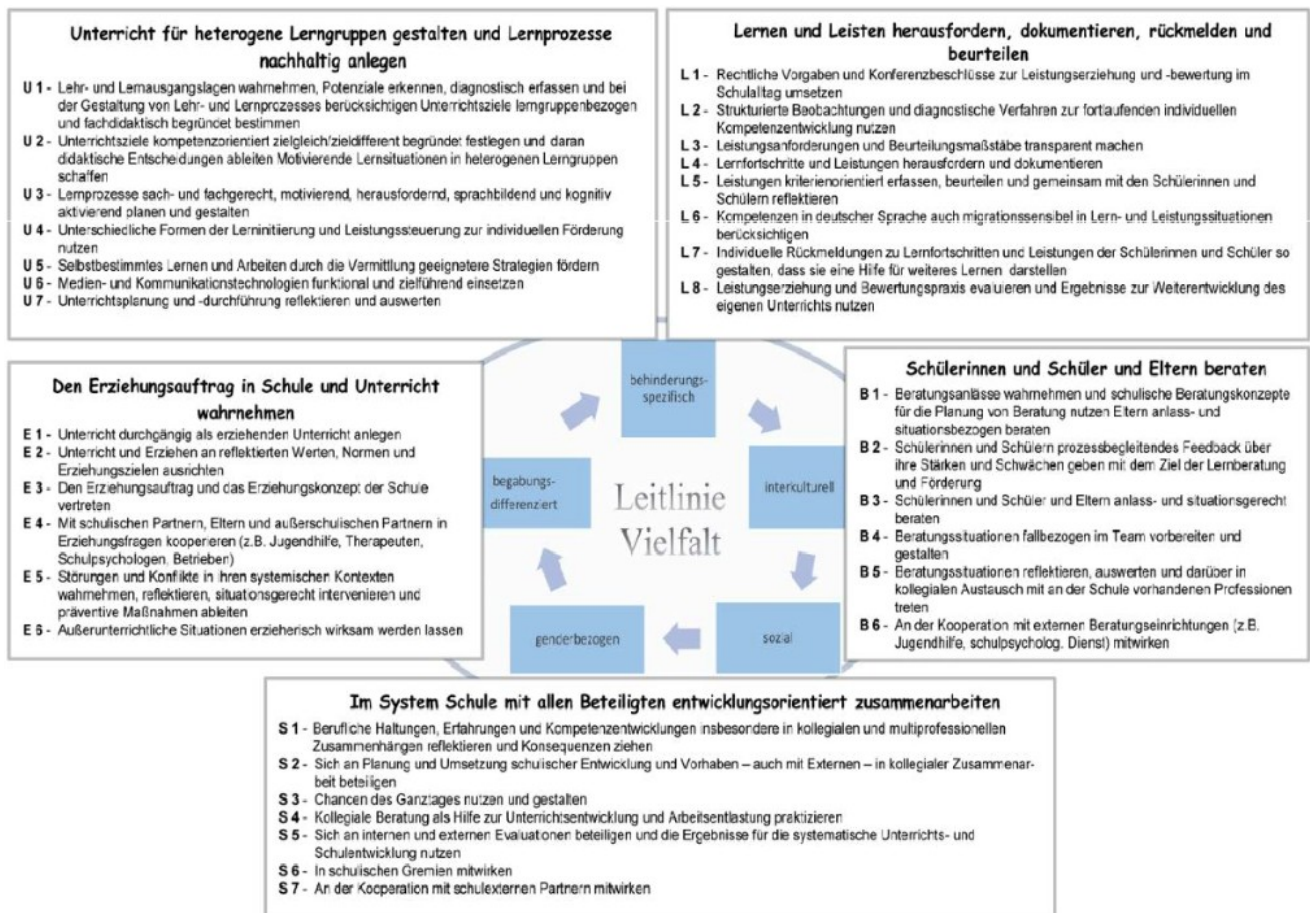 Unterricht für heterogene Lerngruppen gestalten und Lernprozesse
nachhaltig anlegen
U 1 - Lehr- und Lernausgangslagen wahrnehmen, Potenziale erkennen, diagnostisch erfassen und bei
der Gestaltung von Lehr- und Lernprozesses berücksichtigen Unterrichtsziele lerngruppenbezogen
und fachdidaktisch begründet bestimmen
U 2 - Unterrichtsziele kompetenzorientiert zielgleich/zieldifferent begründet festlegen und daran
didaktische Entscheidungen ableiten Motivierende Lernsituationen in heterogenen Lerngruppen
schaffen
U 3 - Lernprozesse sach- und fachgerecht, motivierend, herausfordernd, sprachbildend und kognitiv
aktivierend planen und gestalten
U 4 - Unterschiedliche Formen der Lerninitiierung und Leistungssteuerung zur individuellen Förderung
nutzen
U 5 - Selbstbestimmtes Lernen und Arbeiten durch die Vermittlung geeignetere Strategien fördern
U 6 - Medien- und Kommunikationstechnologien funktional und zielführend einsetzen
U 7 - Unterrichtsplanung und -durchführung reflektieren und auswerten
Lernen und Leisten herausfordern, dokumentieren, rückmelden und
beurteilen
L 1 - Rechtliche Vorgaben und Konferenzbeschlüsse zur Leistungserziehung und -bewertung im
Schulalltag umsetzen
L 2 - Strukturierte Beobachtungen und diagnostische Verfahren zur fortlaufenden individuellen
Kompetenzentwicklung nutzen
L 3 - Leistungsanforderungen und Beurteilungsmaßstäbe transparent machen
L 4 - Lernfortschritte und Leistungen herausfordern und dokumentieren
L 5 - Leistungen kriterienorientiert erfassen, beurteilen und gemeinsam mit den Schülerinnen und
Schülern reflektieren
L 6 - Kompetenzen in deutscher Sprache auch migrationssensibel in Lern- und Leistungssituationen
berücksichtigen
L 7 - Individuelle Rückmeldungen zu Lernfortschritten und Leistungen der Schülerinnen und Schüler so
gestalten, dass sie eine Hilfe für weiteres Lernen darstellen
L 8 - Leistungserziehung und Bewertungspraxis evaluieren und Ergebnisse zur Weiterentwicklung des
eigenen Unterrichts nutzen
Den Erziehungsauftrag in Schule und Unterricht
wahrnehmen
E 1 - Unterricht durchgängig als erziehenden Unterricht anlegen
E 2 - Unterricht und Erziehen an reflektierten Werten, Normen und
Erziehungszielen ausrichten
E 3 - Den Erziehungsauftrag und das Erziehungskonzept der Schule
vertreten
E 4 - Mit schulischen Partnern, Eltern und außerschulischen Partnern in
Erziehungsfragen kooperieren (z.B. Jugendhilfe, Therapeuten,
Schulpsychologen, Betrieben)
E 5 - Störungen und Konflikte in ihren systemischen Kontexten
wahrnehmen, reflektieren, situationsgerecht intervenieren und
präventive Maßnahmen ableiten
E 6 - Außerunterrichtliche Situationen erzieherisch wirksam werden lassen
behinderungs-
spezifisch
begabungs-
differenziert
Leitlinie
Vielfalt
interkulturell
genderbezogen
sozial
Schülerinnen und Schüler und Eltern beraten
B 1 - Beratungsanlässe wahrnehmen und schulische Beratungskonzepte
für die Planung von Beratung nutzen Eltern anlass- und
situationsbezogen beraten
B 2 - Schülerinnen und Schülern prozessbegleitendes Feedback über
ihre Stärken und Schwächen geben mit dem Ziel der Lernberatung
und Förderung
B 3 - Schülerinnen und Schüler und Eltern anlass- und situationsgerecht
beraten
B 4 - Beratungssituationen fallbezogen im Team vorbereiten und
gestalten
B 5 - Beratungssituationen reflektieren, auswerten und darüber in
kollegialen Austausch mit an der Schule vorhandenen Professionen
treten
B 6 - An der Kooperation mit externen Beratungseinrichtungen (z.B.
Jugendhilfe, schulpsycholog. Dienst) mitwirken
Im System Schule mit allen Beteiligten entwicklungsorientiert zusammenarbeiten
S 1 - Berufliche Haltungen, Erfahrungen und Kompetenzentwicklungen insbesondere in kollegialen und multiprofessionellen
Zusammenhängen reflektieren und Konsequenzen ziehen
S 2 - Sich an Planung und Umsetzung schulischer Entwicklung und Vorhaben – auch mit Externen – in kollegialer Zusammenar-
beit beteiligen
S 3 - Chancen des Ganztages nutzen und gestalten
S 4 - Kollegiale Beratung als Hilfe zur Unterrichtsentwicklung und Arbeitsentlastung praktizieren
S 5 - Sich an internen und externen Evaluationen beteiligen und die Ergebnisse für die systematische Unterrichts- und
Schulentwicklung nutzen
S 6 - In schulischen Gremien mitwirken
S 7 - An der Kooperation mit schulexternen Partnern mitwirken